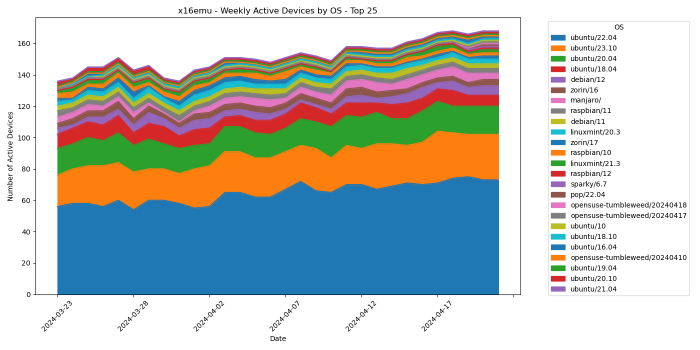 x16emu - Weekly Active Devices by OS - Top 25
Number of Active Devices
160
140
120
100
80
60
40
20
0
2024-03-23
2024-03-28
2024-04-02
2024-04-07
2024-04-12
2024-04-17
Date
OS
ubuntu/22.04
ubuntu/23.10
ubuntu/20.04
ubuntu/18.04
debian/12
zorin/16
manjaro/
raspbian/11
debian/11
linuxmint/20.3
zorin/17
raspbian/10
linuxmint/21.3
raspbian/12
sparky/6.7
pop/22.04
opensuse-tumbleweed/20240418
opensuse-tumbleweed/20240417
ubuntu/10
ubuntu/18.10
ubuntu/16.04
opensuse-tumbleweed/20240410
ubuntu/19.04
ubuntu/20.10
ubuntu/21.04